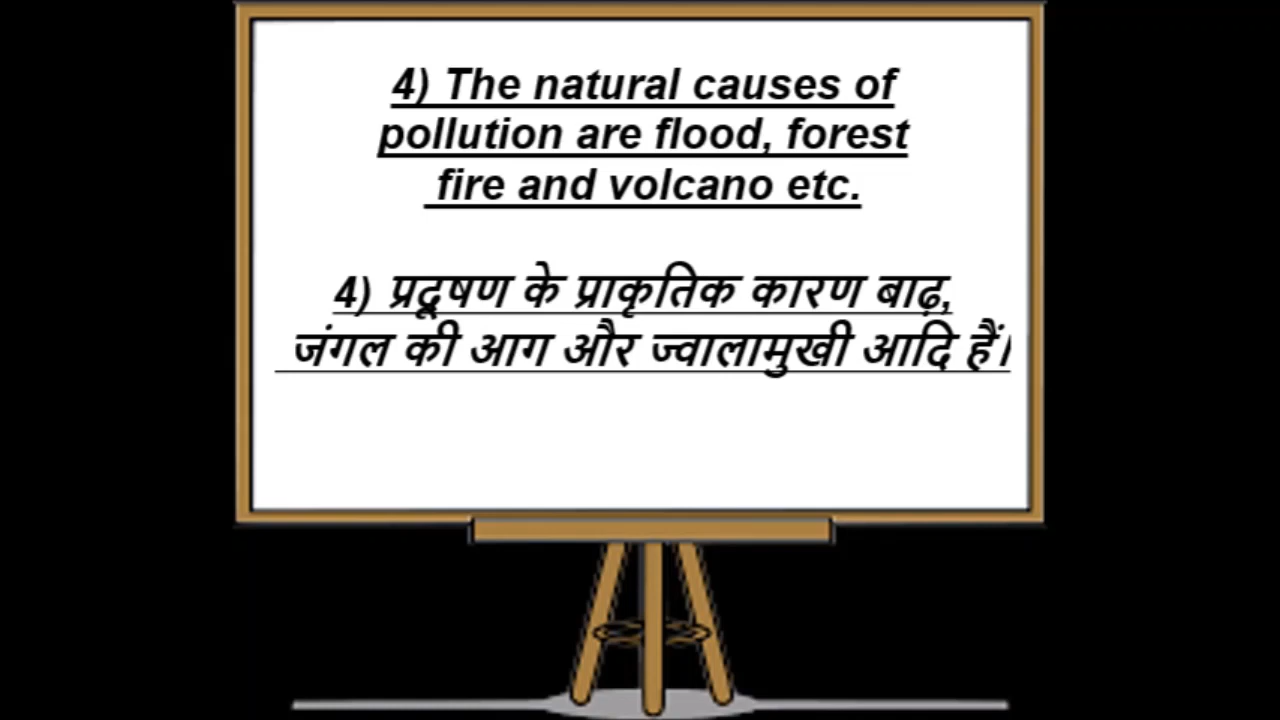 4) The natural causes of
pollution are flood, forest
fire and volcano etc.
4) प्रदूषण के प्राकृतिक कारण बाढ़,
जंगल की आग और ज्वालामुखी आदि हैं।